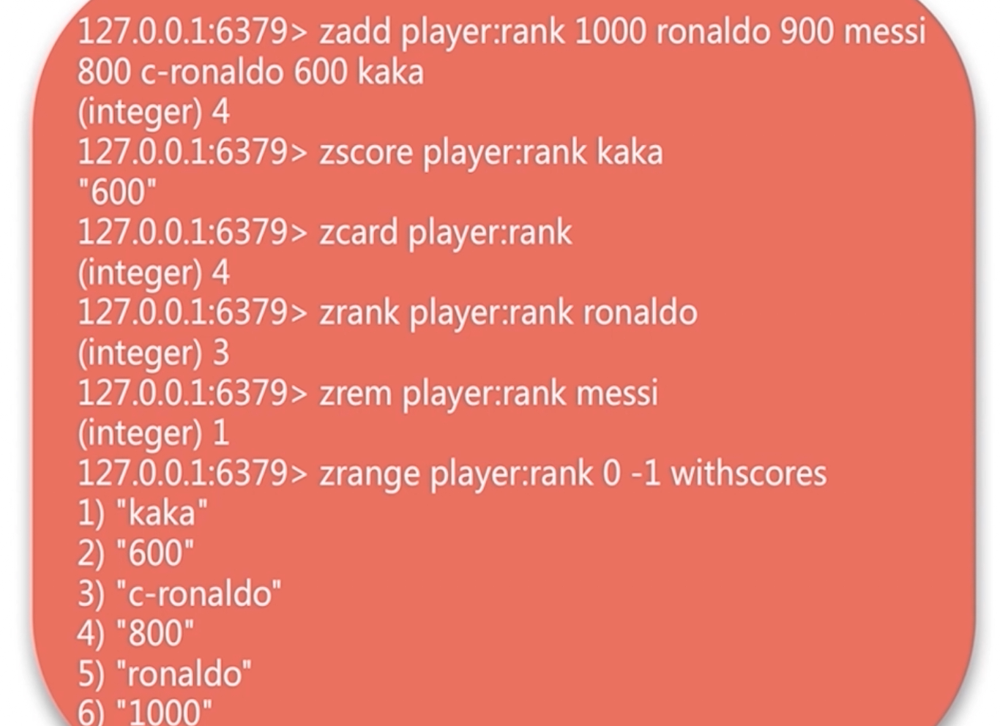 127.0.0.1:6379> zadd player:rank 1000 ronaldo 900 messi
800 c-ronaldo 600 kaka
(integer) 4
127.0.0.1:6379> zscore player:rank kaka
"600"
127.0.0.1:6379> zcard player:rank
(integer) 4
127.0.0.1:6379> zrank player:rank ronaldo
(integer) 3
127.0.0.1:6379> zrem player:rank messi
(integer) 1
127.0.0.1:6379> zrange player:rank 0 -1 withscores
1) "kaka"
2) "600"
3) "c-ronaldo"
4) "800"
5) "ronaldo"
6) "1000"